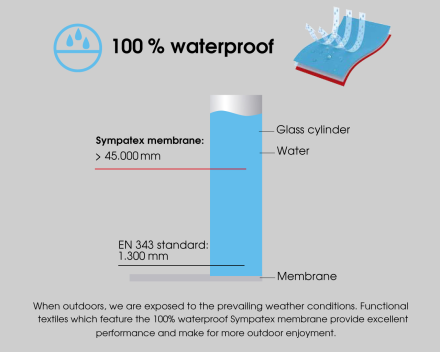 100 % waterproof
Glass cylinder
Sympatex membrane:
> 45.000 mm
Water
EN 343 standard:
1.300 mm
Membrane
When outdoors, we are exposed to the prevailing weather conditions. Functional
textiles which feature the 100% waterproof Sympatex membrane provide excellent
performance and make for more outdoor enjoyment.